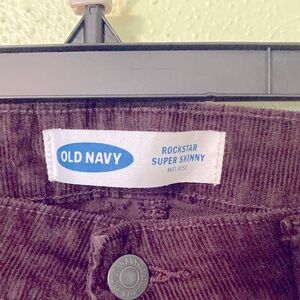 OLD NAVY
ROCKSTAR
SUPER SKINNY
MID-RISE